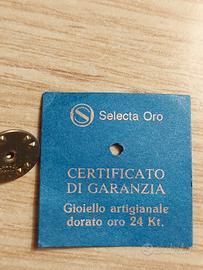 S Selecta Oro
CERTIFICATO
DI GARANZIA
Gioiello artigianale
dorato oro 24 Kt.